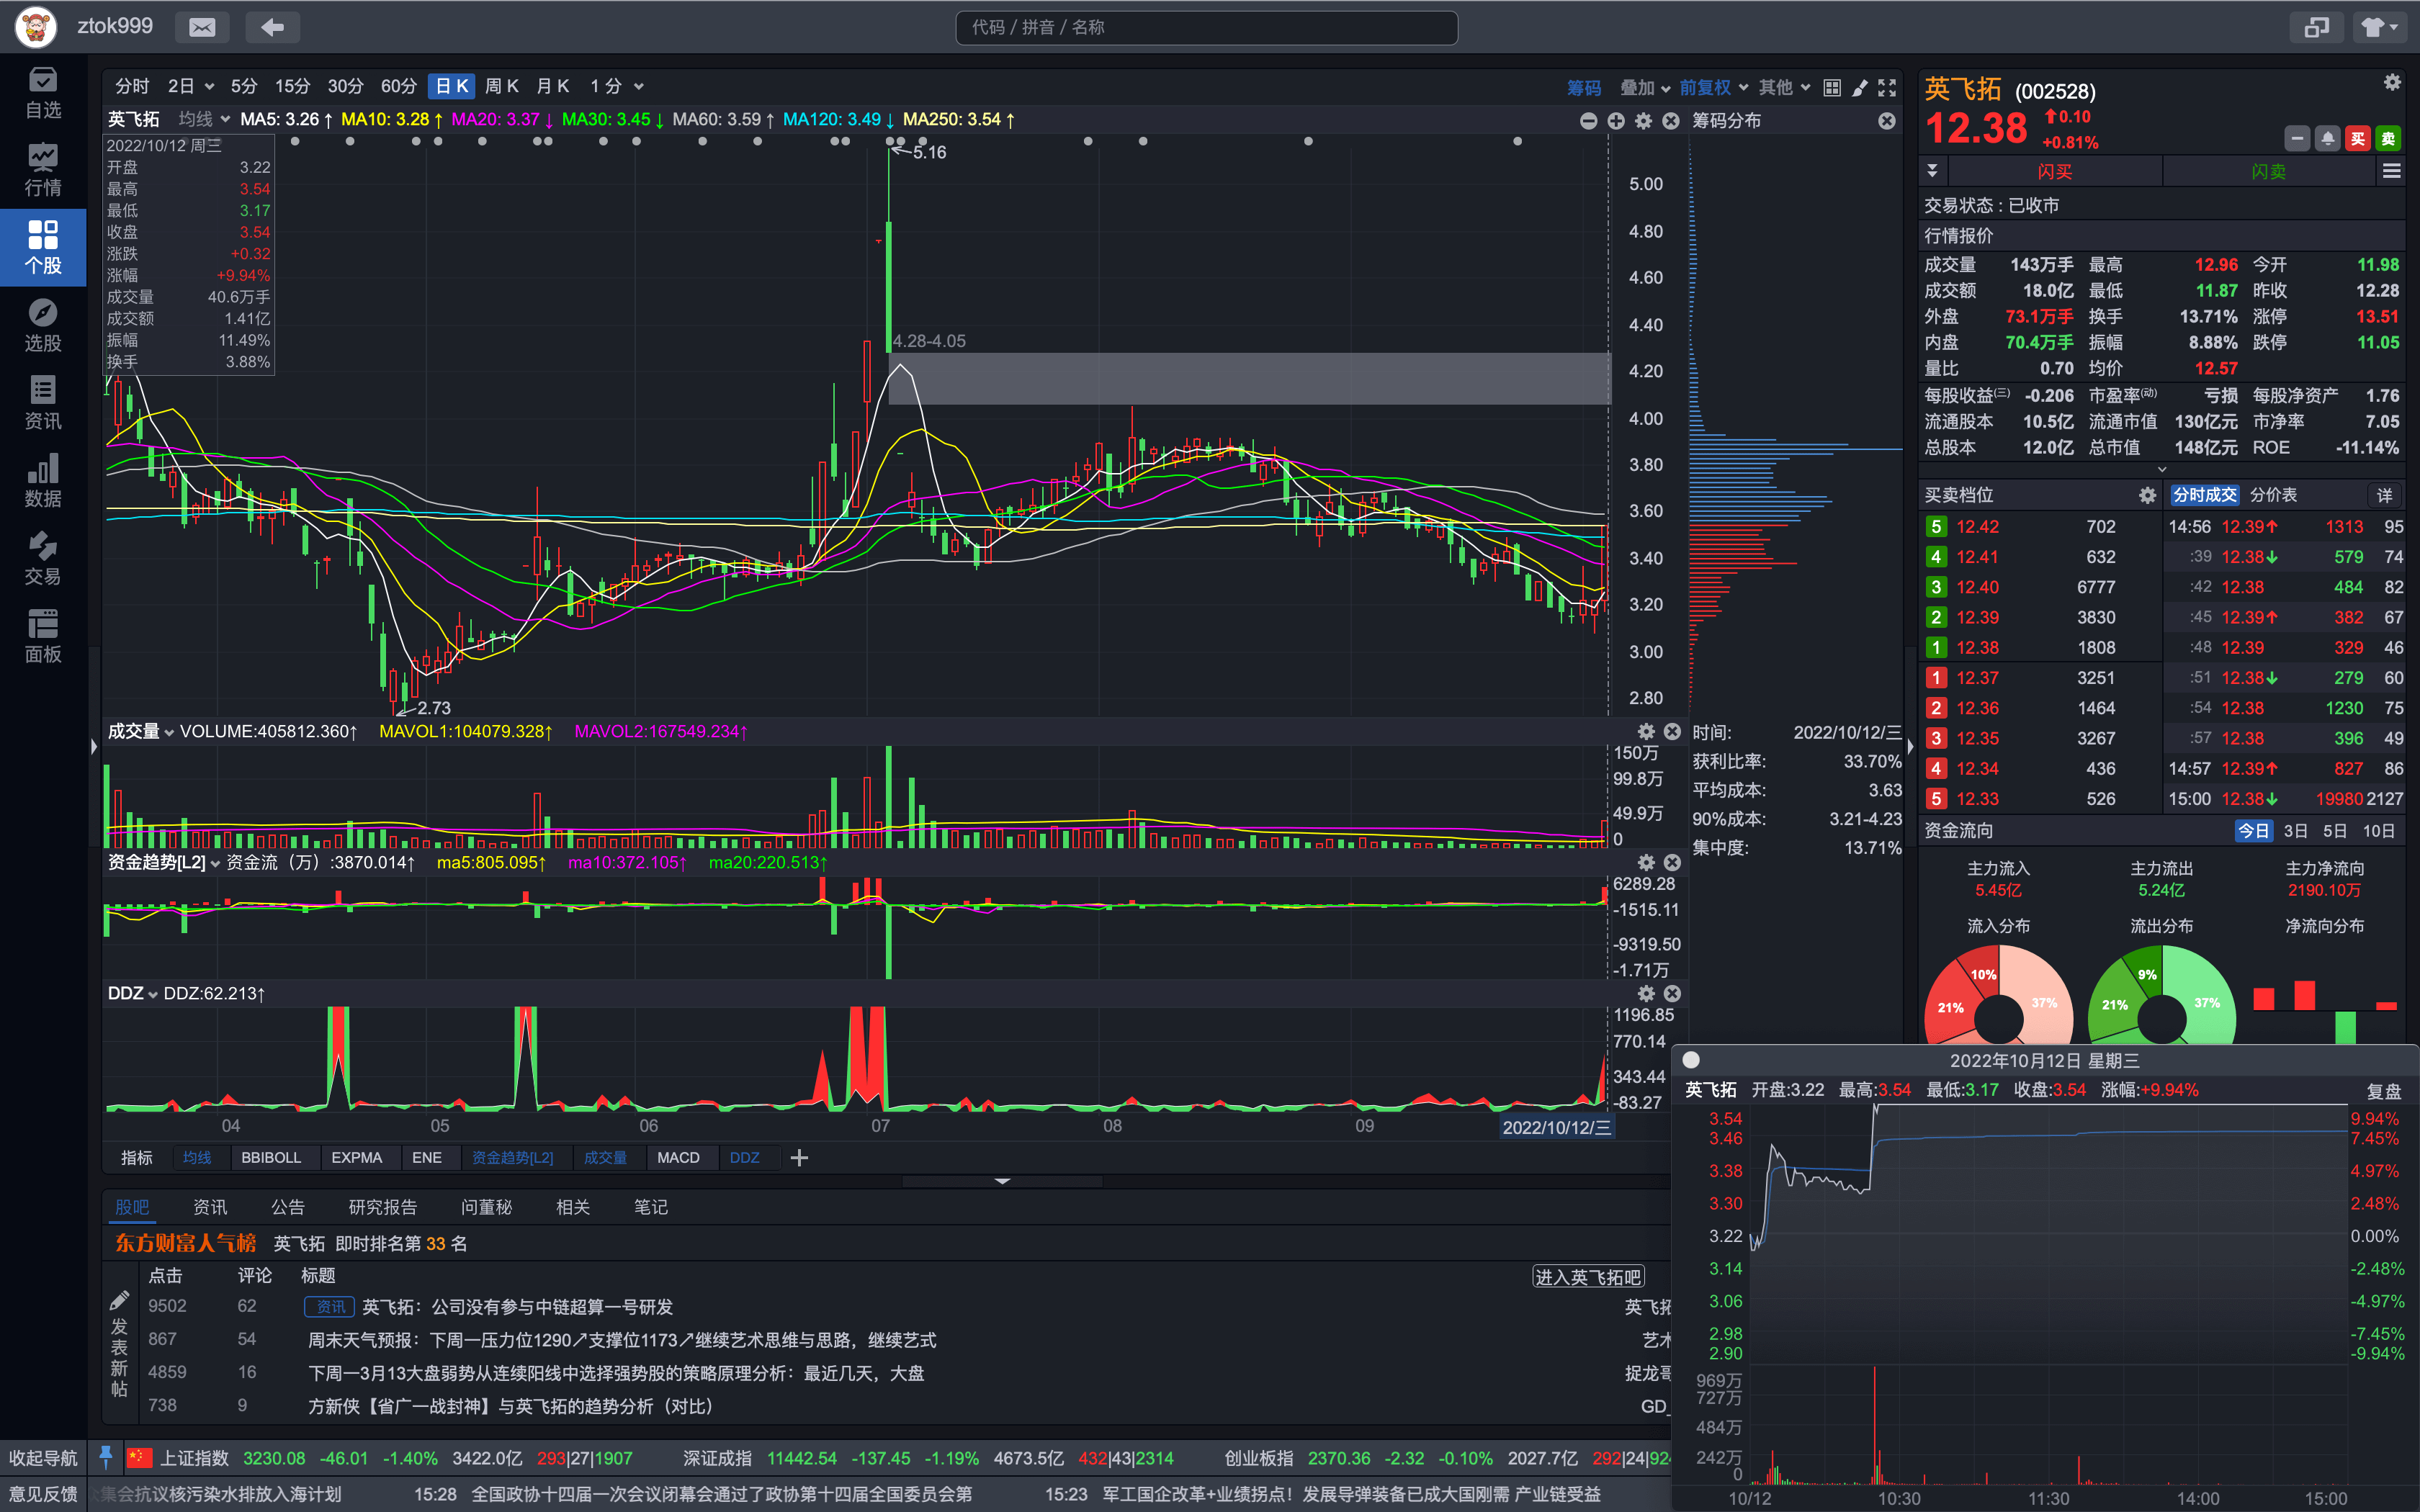 ztok999
代码 / 拼音 / 名称
自选
行情
个股
选股
资讯
数据
交易
面板
收起导航
意见反馈
分时 2日 5分 15分 30分 60分 日K 周K 月K 1分
筹码 叠加 前复权 其他
英飞拓 均线 MA5: 3.26↑ MA10: 3.28↑ MA20: 3.37↓ MA30: 3.45↓ MA60: 3.59↑ MA120: 3.49↓ MA250: 3.54↑
筹码分布
2022/10/12 周三
开盘 3.22
最高 3.54
最低 3.17
收盘 3.54
涨跌 +0.32
涨幅 +9.94%
成交量 40.6万手
成交额 1.41亿
振幅 11.49%
换手 3.88%
5.16
4.28-4.05
2.73
5.00
4.80
4.60
4.40
4.20
4.00
3.80
3.60
3.40
3.20
3.00
2.80
成交量 VOLUME:405812.360↑ MAVOL1:104079.328↑ MAVOL2:167549.234↑
150万
99.8万
49.9万
0
资金趋势[L2] 资金流（万）:3870.014↑ ma5:805.095↑ ma10:372.105↑ ma20:220.513↑
6289.28
-1515.11
-9319.50
-1.71万
DDZ DDZ:62.213↑
1196.85
770.14
343.44
-83.27
04 05 06 07 08 09 2022/10/12/三
指标 均线 BBIBOLL EXPMA ENE 资金趋势[L2] 成交量 MACD DDZ
时间: 2022/10/12/三
获利比率: 33.70%
平均成本: 3.63
90%成本: 3.21-4.23
集中度: 13.71%
股吧 资讯 公告 研究报告 问董秘 相关 笔记
东方财富人气榜 英飞拓 即时排名第 33 名
点击 评论 标题
进入英飞拓吧
发表新帖
9502 62 资讯 英飞拓：公司没有参与中链超算一号研发 英飞拓
867 54 周末天气预报：下周一压力位1290↗支撑位1173↗继续艺术思维与思路，继续艺式 艺术
4859 16 下周一3月13大盘弱势从连续阳线中选择强势股的策略原理分析：最近几天，大盘 捉龙哥
738 9 方新侠【省广一战封神】与英飞拓的趋势分析（对比） GD_
英飞拓 (002528)
12.38 ↑0.10
+0.81%
买 卖
闪买 闪卖
交易状态：已收市
行情报价
成交量 143万手 最高 12.96 今开 11.98
成交额 18.0亿 最低 11.87 昨收 12.28
外盘 73.1万手 换手 13.71% 涨停 13.51
内盘 70.4万手 振幅 8.88% 跌停 11.05
量比 0.70 均价 12.57
每股收益(三) -0.206 市盈率(动) 亏损 每股净资产 1.76
流通股本 10.5亿 流通市值 130亿元 市净率 7.05
总股本 12.0亿 总市值 148亿元 ROE -11.14%
买卖档位 分时成交 分价表 详
5 12.42 702 14:56 12.39↑ 1313 95
4 12.41 632 :39 12.38↓ 579 74
3 12.40 6777 :42 12.38 484 82
2 12.39 3830 :45 12.39↑ 382 67
1 12.38 1808 :48 12.39 329 46
1 12.37 3251 :51 12.38↓ 279 60
2 12.36 1464 :54 12.38 1230 75
3 12.35 3267 :57 12.38 396 49
4 12.34 436 14:57 12.39↑ 827 86
5 12.33 526 15:00 12.38↓ 19980 2127
资金流向 今日 3日 5日 10日
主力流入 主力流出 主力净流向
5.45亿 5.24亿 2190.10万
流入分布 流出分布 净流向分布
10% 37% 21%
9% 37% 21%
2022年10月12日 星期三
英飞拓 开盘:3.22 最高:3.54 最低:3.17 收盘:3.54 涨幅:+9.94% 复盘
3.54 9.94%
3.46 7.45%
3.38 4.97%
3.30 2.48%
3.22 0.00%
3.14 -2.48%
3.06 -4.97%
2.98 -7.45%
2.90 -9.94%
969万
727万
484万
242万
0
10/12 10:30 11:30 14:00 15:00
上证指数 3230.08 -46.01 -1.40% 3422.0亿 293|27|1907 深证成指 11442.54 -137.45 -1.19% 4673.5亿 432|43|2314 创业板指 2370.36 -2.32 -0.10% 2027.7亿 292|24|924
集会抗议核污染水排放入海计划 15:28 全国政协十四届一次会议闭幕会通过了政协第十四届全国委员会第 15:23 军工国企改革+业绩拐点！发展导弹装备已成大国刚需 产业链受益